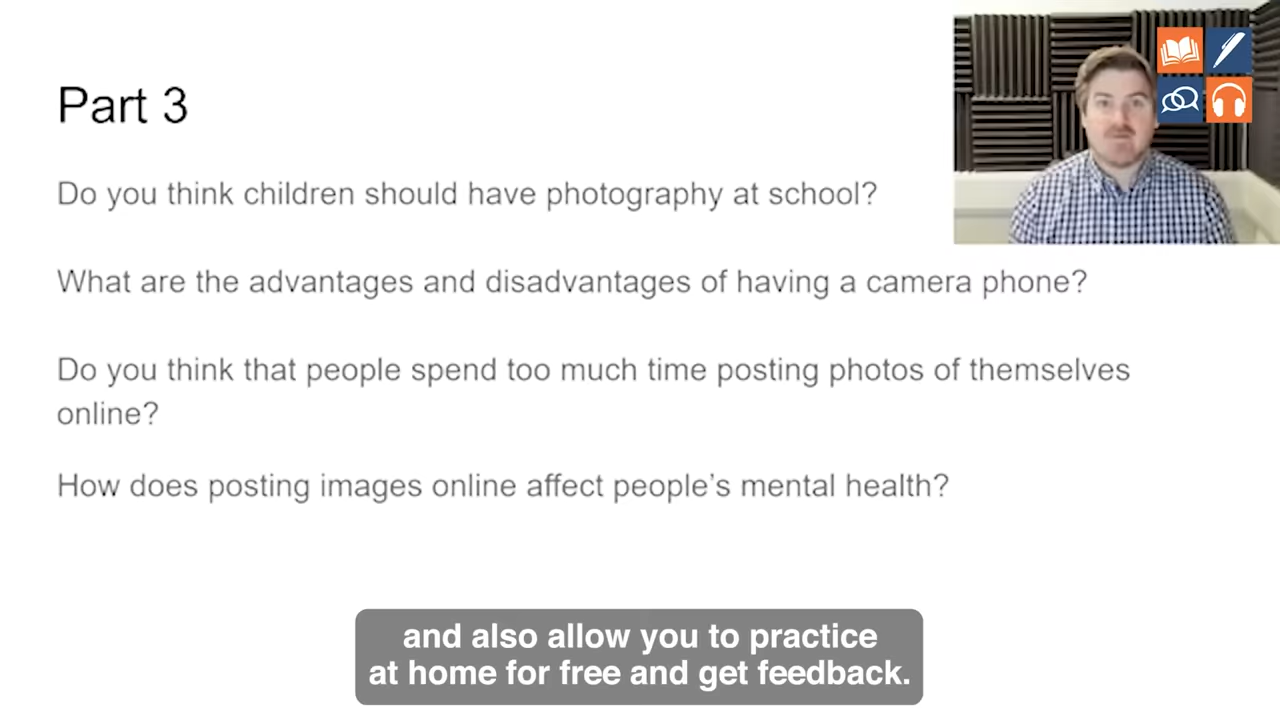 Part 3
Do you think children should have photography at school?
What are the advantages and disadvantages of having a camera phone?
Do you think that people spend too much time posting photos of themselves
online?
How does posting images online affect people's mental health?
and also allow you to practice
at home for free and get feedback.